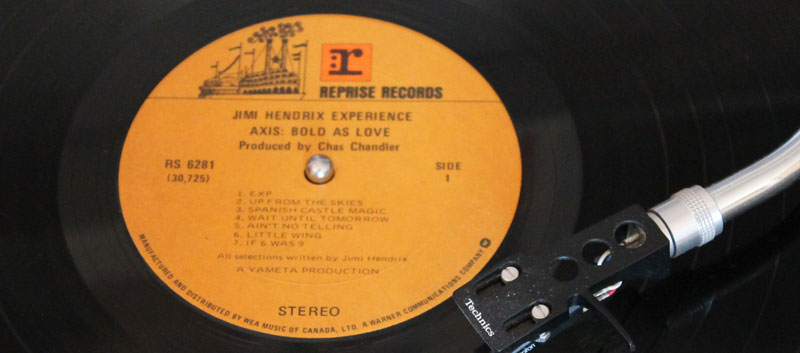 r
REPRISE RECORDS
JIMI HENDRIX EXPERIENCE
AXIS: BOLD AS LOVE
Produced by Chas Chandler
RS 6281
(30,725)
SIDE
1
1. EXP
2. UP FROM THE SKIES
3. SPANISH CASTLE MAGIC
4. WAIT UNTIL TOMORROW
5. AIN'T NO TELLING
6. LITTLE WING
7. IF 6 WAS 9
All selections written by Jimi Hendrix
A YAMETA PRODUCTION
STEREO
MANUFACTURED AND DISTRIBUTED BY WEA MUSIC OF CANADA, LTD. A WARNER COMMUNICATIONS COMPANY
Technics